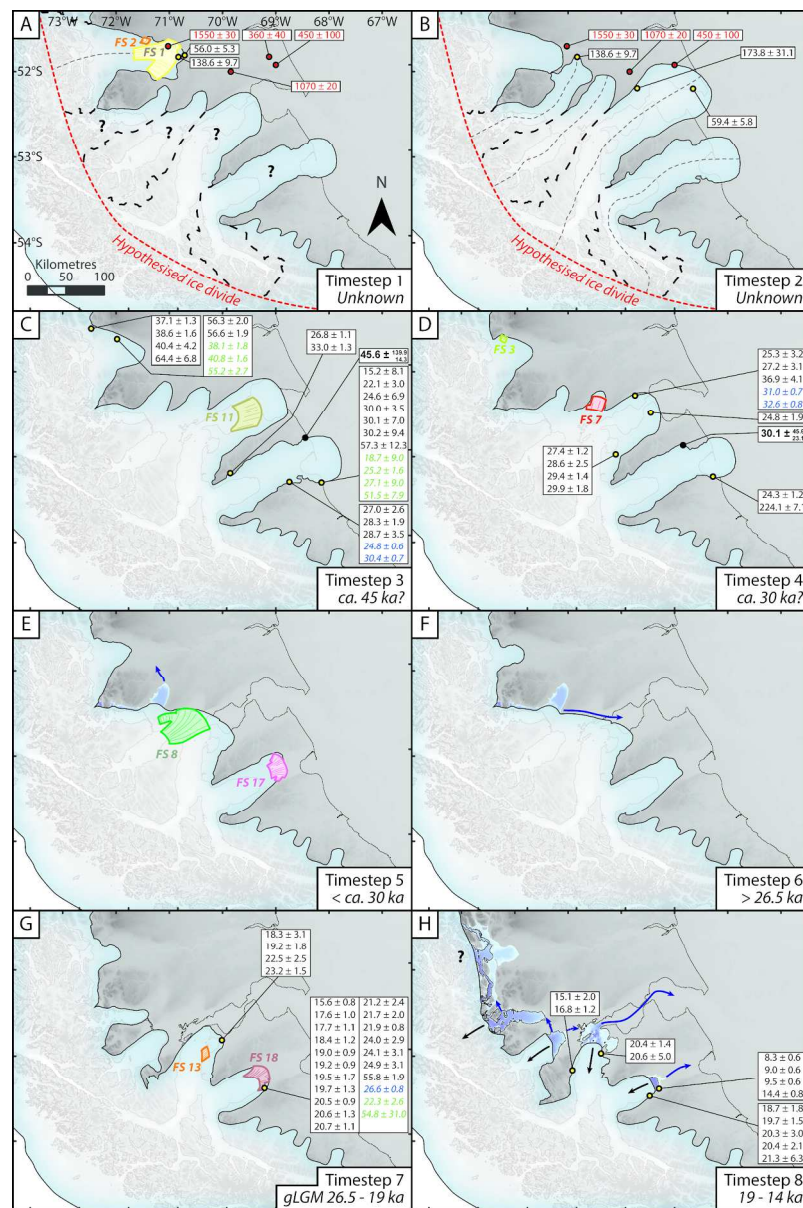 73°W
72°W
71°W
70°W
69°W
68°W
67°W
A
FS 2
FS 1
1550 ± 30
360 ± 40
450 ± 100
56.0 ± 5.3
138.6 ± 9.7
1070 ± 20
52°S
53°S
54°S
?
?
?
?
N
Hypothesised ice divide
Kilometres
0
50
100
Timestep 1
Unknown
B
1550 ± 30
1070 ± 20
450 ± 100
138.6 ± 9.7
173.8 ± 31.1
59.4 ± 5.8
Hypothesised ice divide
Timestep 2
Unknown
C
37.1 ± 1.3
38.6 ± 1.6
40.4 ± 4.2
64.4 ± 6.8
56.3 ± 2.0
56.6 ± 1.9
38.1 ± 1.8
40.8 ± 1.6
55.2 ± 2.7
26.8 ± 1.1
33.0 ± 1.3
45.6 ± 139.9 14.3
FS 11
15.2 ± 8.1
22.1 ± 3.0
24.6 ± 6.9
30.0 ± 3.5
30.1 ± 7.0
30.2 ± 9.4
57.3 ± 12.3
18.7 ± 9.0
25.2 ± 1.6
27.1 ± 9.0
51.5 ± 7.9
27.0 ± 2.6
28.3 ± 1.9
28.7 ± 3.5
24.8 ± 0.6
30.4 ± 0.7
Timestep 3
ca. 45 ka?
D
FS 3
FS 7
25.3 ± 3.2
27.2 ± 3.1
36.9 ± 4.1
31.0 ± 0.7
32.6 ± 0.8
24.8 ± 1.9
30.1 ±
27.4 ± 1.2
28.6 ± 2.5
29.4 ± 1.4
29.9 ± 1.8
24.3 ± 1.2
224.1 ± 7.1
Timestep 4
ca. 30 ka?
E
FS 8
FS 17
Timestep 5
< ca. 30 ka
F
Timestep 6
> 26.5 ka
G
18.3 ± 3.1
19.2 ± 1.8
22.5 ± 2.5
23.2 ± 1.5
FS 13
FS 18
15.6 ± 0.8
17.6 ± 1.0
17.7 ± 1.1
18.4 ± 1.2
19.0 ± 0.9
19.2 ± 0.9
19.5 ± 1.7
19.7 ± 1.3
20.5 ± 0.9
20.6 ± 1.3
20.7 ± 1.1
21.2 ± 2.4
21.7 ± 2.0
21.9 ± 0.8
24.0 ± 2.9
24.1 ± 3.1
24.9 ± 3.1
55.8 ± 1.9
26.6 ± 0.8
22.3 ± 2.6
54.8 ± 31.0
Timestep 7
gLGM 26.5 - 19 ka
H
?
15.1 ± 2.0
16.8 ± 1.2
20.4 ± 1.4
20.6 ± 5.0
8.3 ± 0.6
9.0 ± 0.6
9.5 ± 0.6
14.4 ± 0.8
18.7 ± 1.8
19.7 ± 1.5
20.3 ± 3.0
20.4 ± 2.1
21.3 ± 6.3
Timestep 8
19 - 14 ka